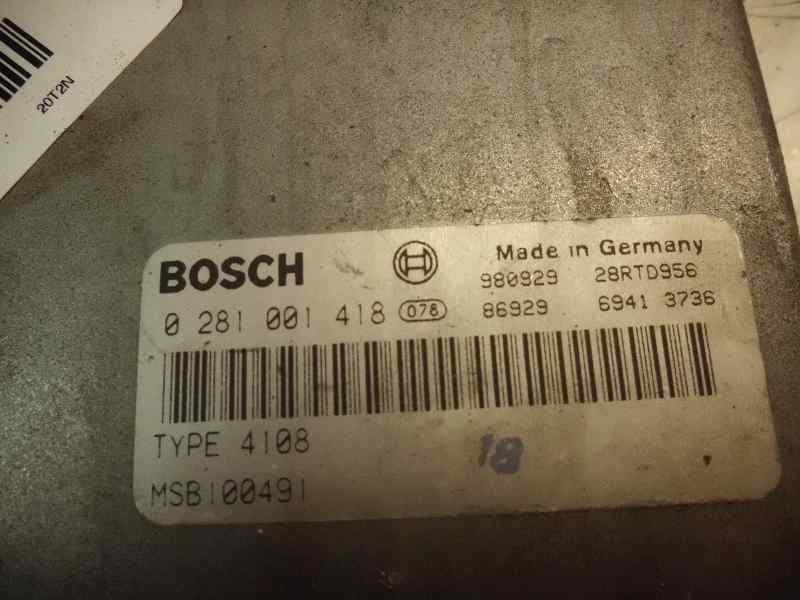 20T2N
BOSCH
Made in Germany
980929 28RTD956
0 281 001 418 078
86929 6941 3736
TYPE 4108
18
MSB100491